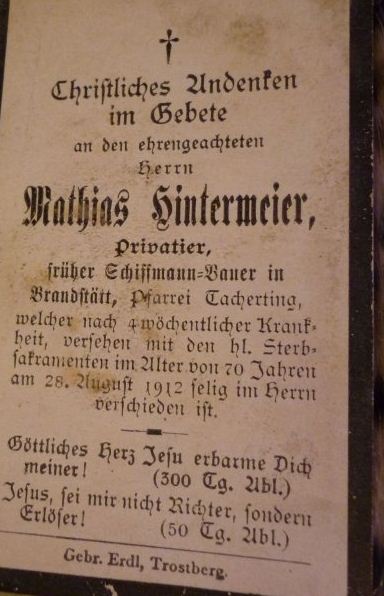 Christliches Andenken
im Gebete
an den ehrengeachteten
Herrn
Mathias Hintermeier,
Privatier,
früher Schiffmann-Bauer in
Brandstätt, Pfarrei Tacherting,
welcher nach 4 wöchentlicher Krank-
heit, versehen mit den hl. Sterb-
sakramenten im Alter von 70 Jahren
am 28. August 1912 selig im Herrn
verschieden ist.
Göttliches Herz Jesu erbarme Dich
meiner! (300 Tg. Abl.)
Jesus, sei mir nicht Richter, sondern
Erlöser! (50 Tg. Abl.)
Gebr. Erdl, Trostberg.